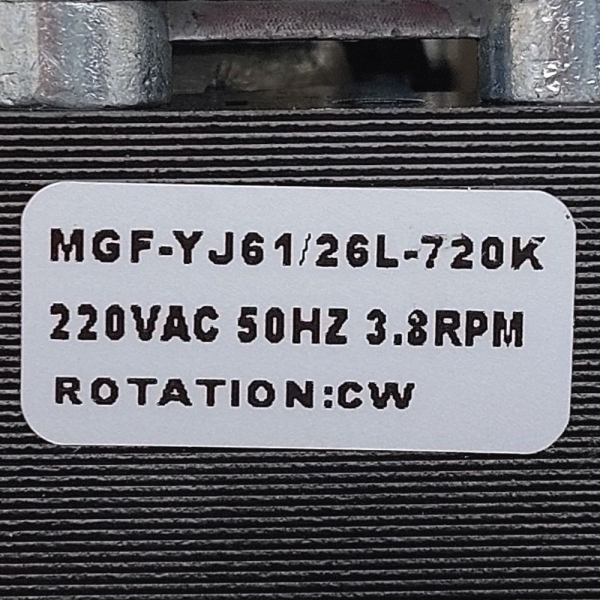 MGF-YJ61/26L-720K
220VAC 50HZ 3.8RPM
ROTATION:CW